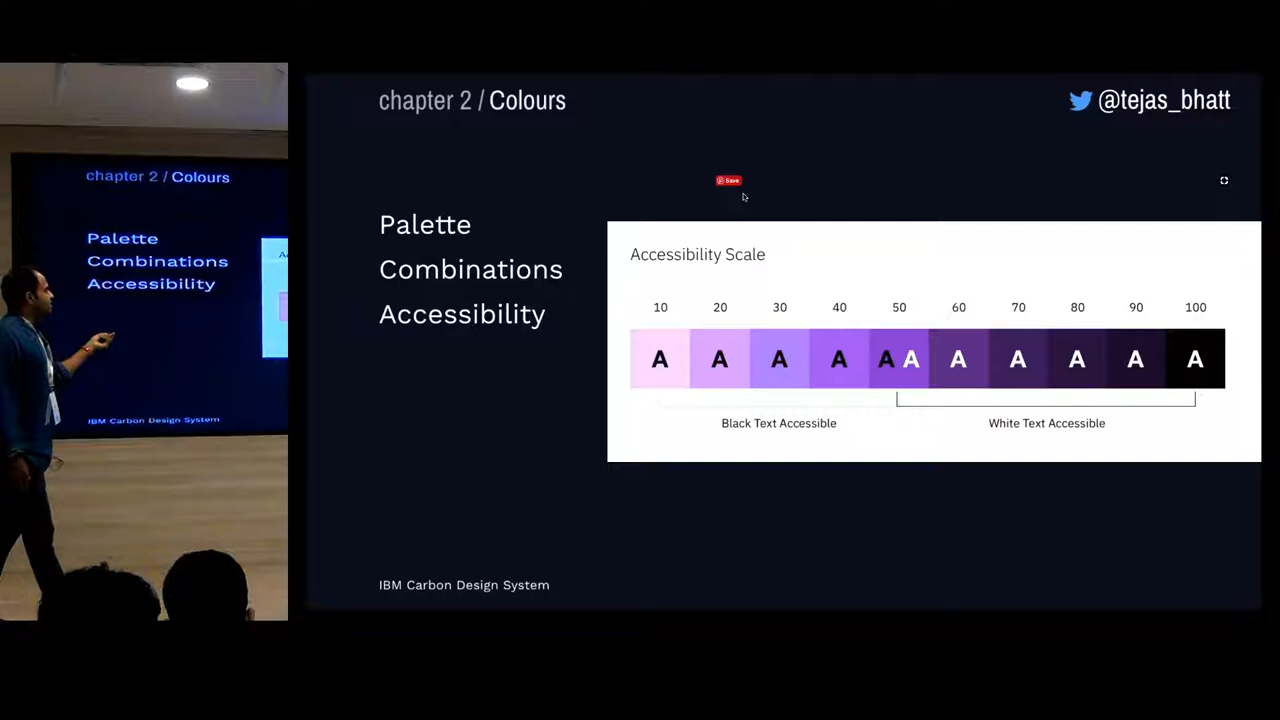 chapter 2 / Colours
@tejas_bhatt
Save
Palette
Combinations
Accessibility
Accessibility Scale
10 20 30 40 50 60 70 80 90 100
A A A A A A A A A A A
Black Text Accessible
White Text Accessible
IBM Carbon Design System
chapter 2 / Colours
Palette
Combinations
Accessibility
IBM Carbon Design System